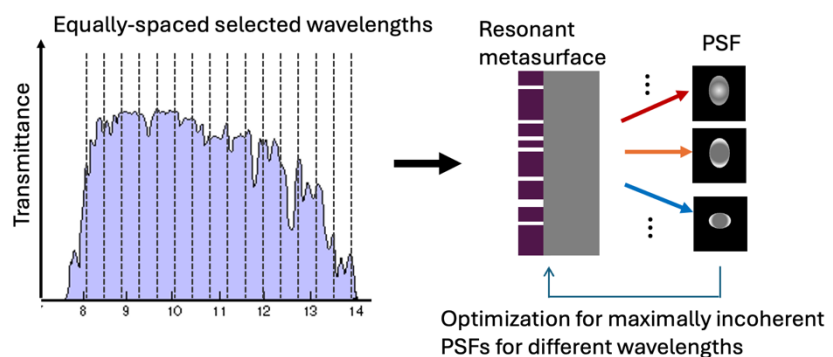 Equally-spaced selected wavelengths
Transmittance
8 9 10 11 12 13 14
Resonant
metasurface
PSF
Optimization for maximally incoherent
PSFs for different wavelengths